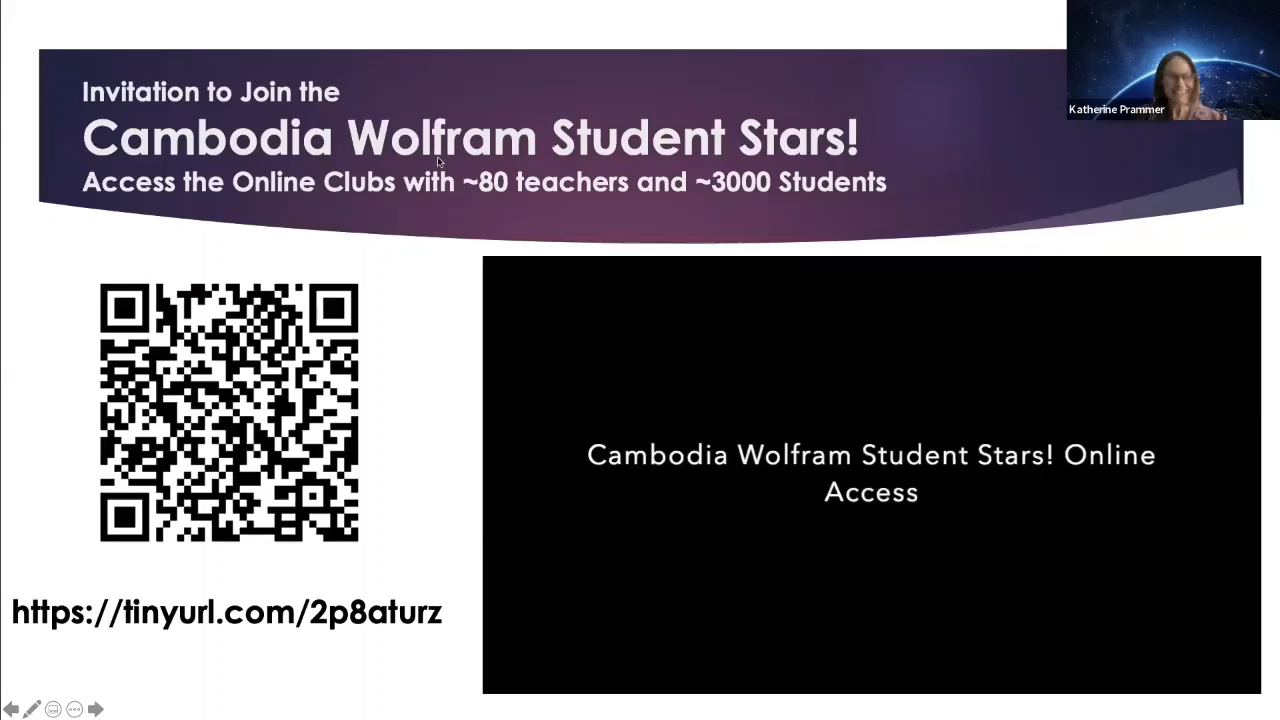 Invitation to Join the
Cambodia Wolfram Student Stars!
Access the Online Clubs with ~80 teachers and ~3000 Students
Katherine Prammer
Cambodia Wolfram Student Stars! Online
Access
https://tinyurl.com/2p8aturz